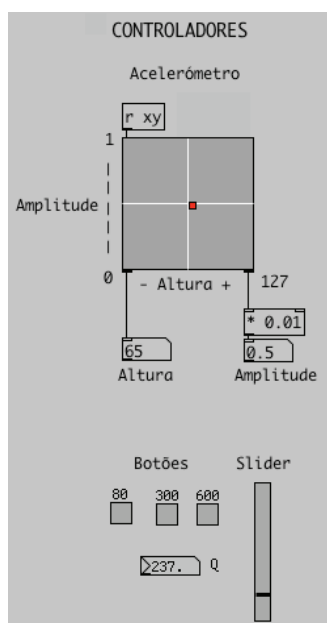 CONTROLADORES
Acelerómetro
r xy
1
Amplitude
0 - Altura + 127
* 0.01
65 0.5
Altura Amplitude
Botões Slider
80 300 600
237. Q